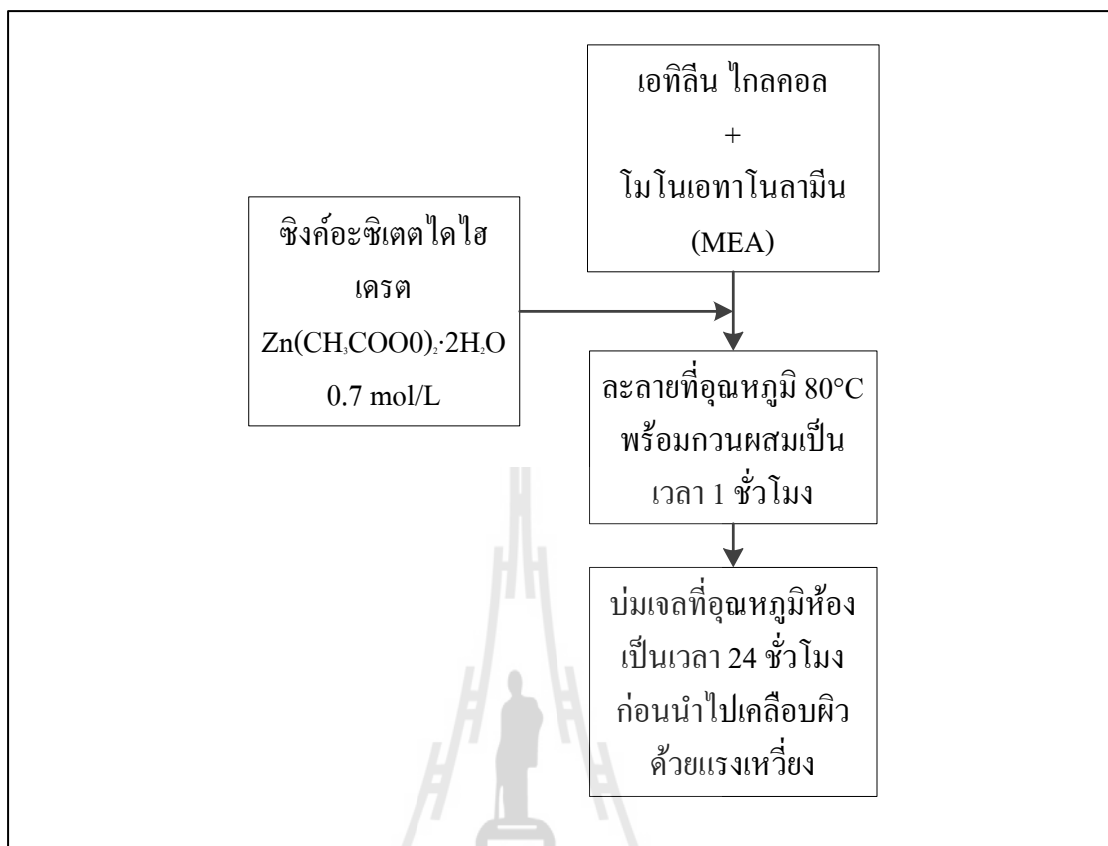 เอทิลีน ไกลคอล
+
โมโนเอทาโนลามีน
(MEA)
ซิงค์อะซิเตตไดไฮ
เดรต
Zn(CH₃COO0)₂·2H₂O
0.7 mol/L
ละลายที่อุณหภูมิ 80°C
พร้อมกวนผสมเป็น
เวลา 1 ชั่วโมง
บ่มเจลที่อุณหภูมิห้อง
เป็นเวลา 24 ชั่วโมง
ก่อนนำไปเคลือบผิว
ด้วยแรงเหวี่ยง